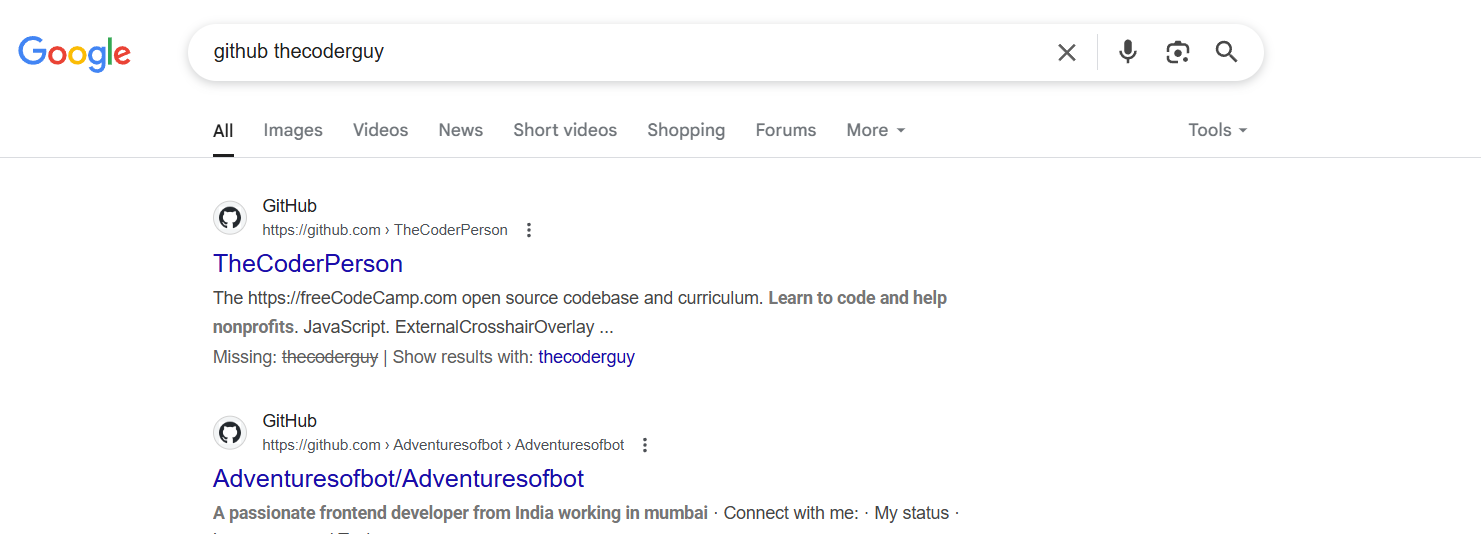 Google
github thecoderguy
All Images Videos News Short videos Shopping Forums More Tools
GitHub
https://github.com › TheCoderPerson
TheCoderPerson
The https://freeCodeCamp.com open source codebase and curriculum. Learn to code and help
nonprofits. JavaScript. ExternalCrosshairOverlay ...
Missing: thecoderguy | Show results with: thecoderguy
GitHub
https://github.com › Adventuresofbot › Adventuresofbot
Adventuresofbot/Adventuresofbot
A passionate frontend developer from India working in mumbai · Connect with me: · My status ·